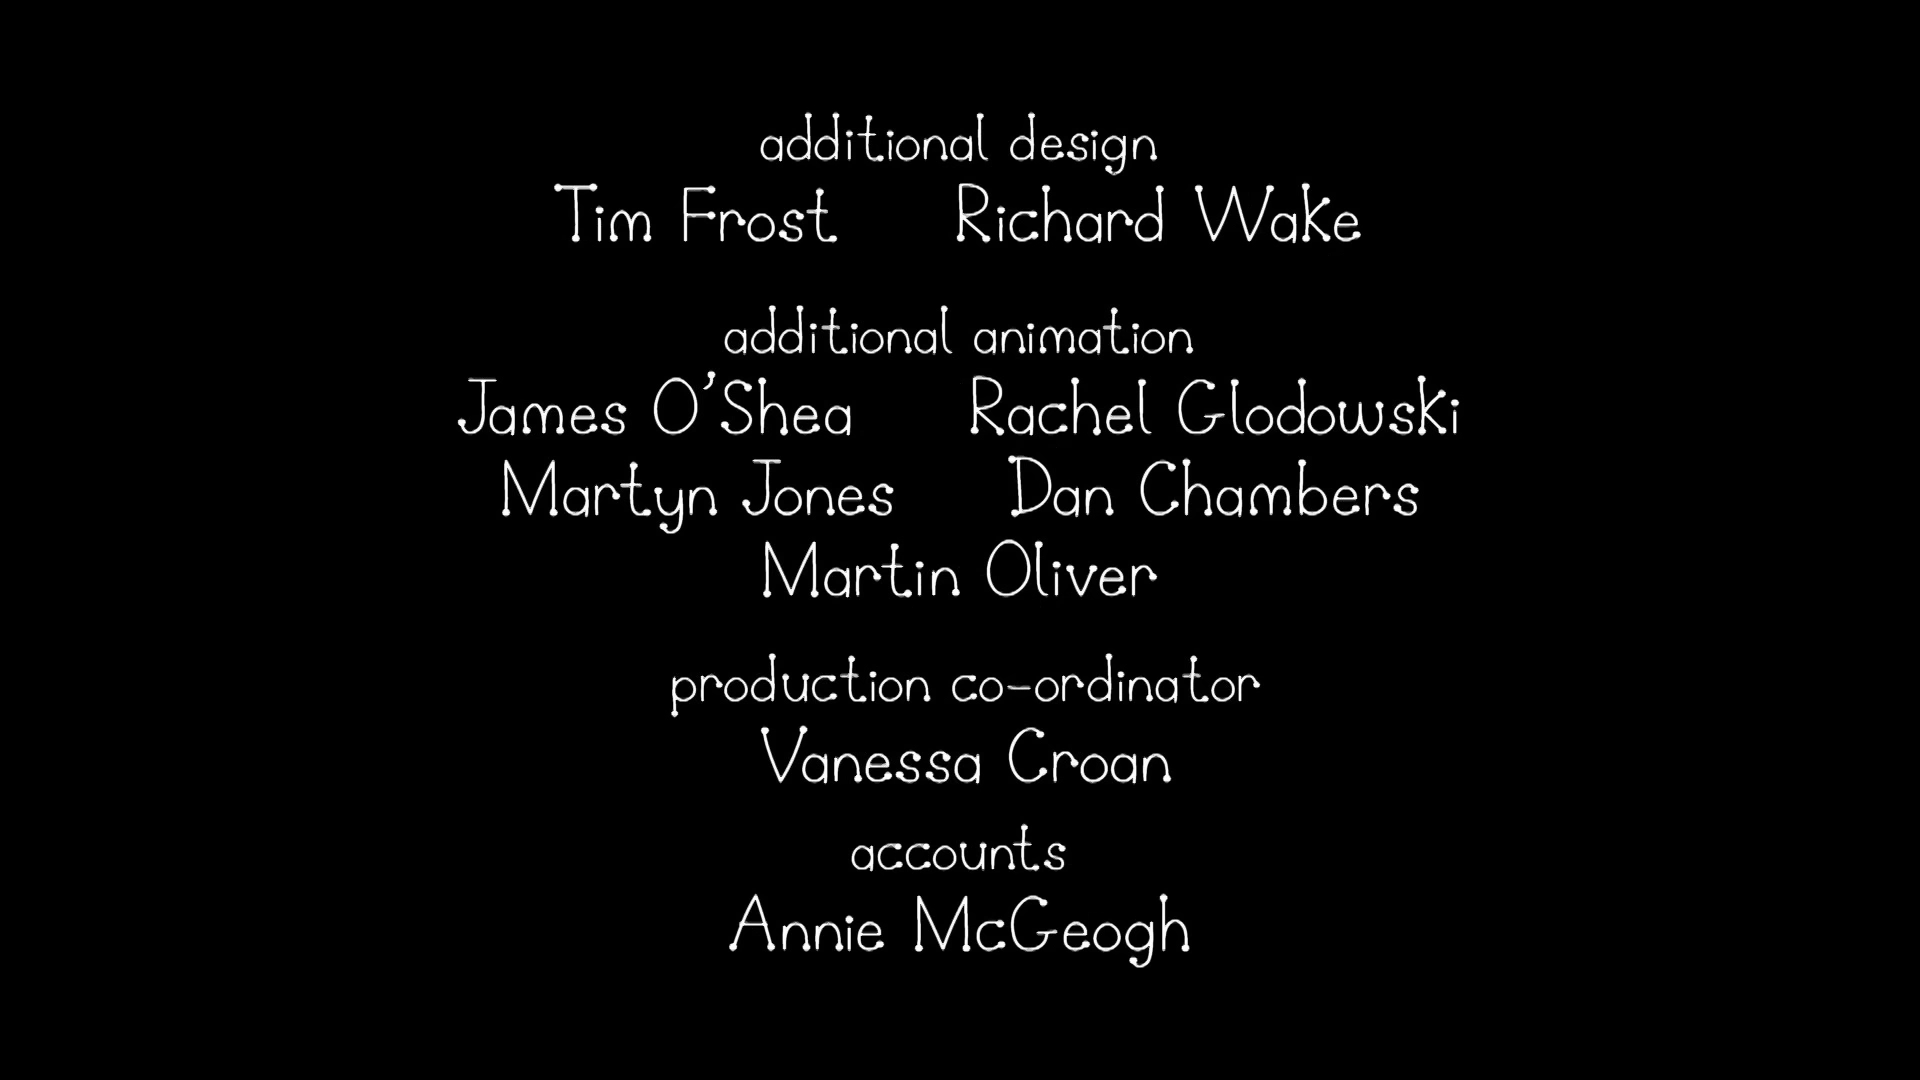 additional design
Tim Frost Richard Wake
additional animation
James O'Shea Rachel Glodowski
Martyn Jones Dan Chambers
Martin Oliver
production co-ordinator
Vanessa Croan
accounts
Annie McGeogh